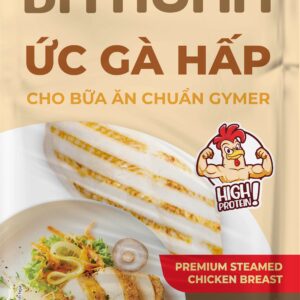 ỨC GÀ HẤP
CHO BỮA ĂN CHUẨN GYMER
HIGH
PROTEIN!
PREMIUM STEAMED
CHICKEN BREAST